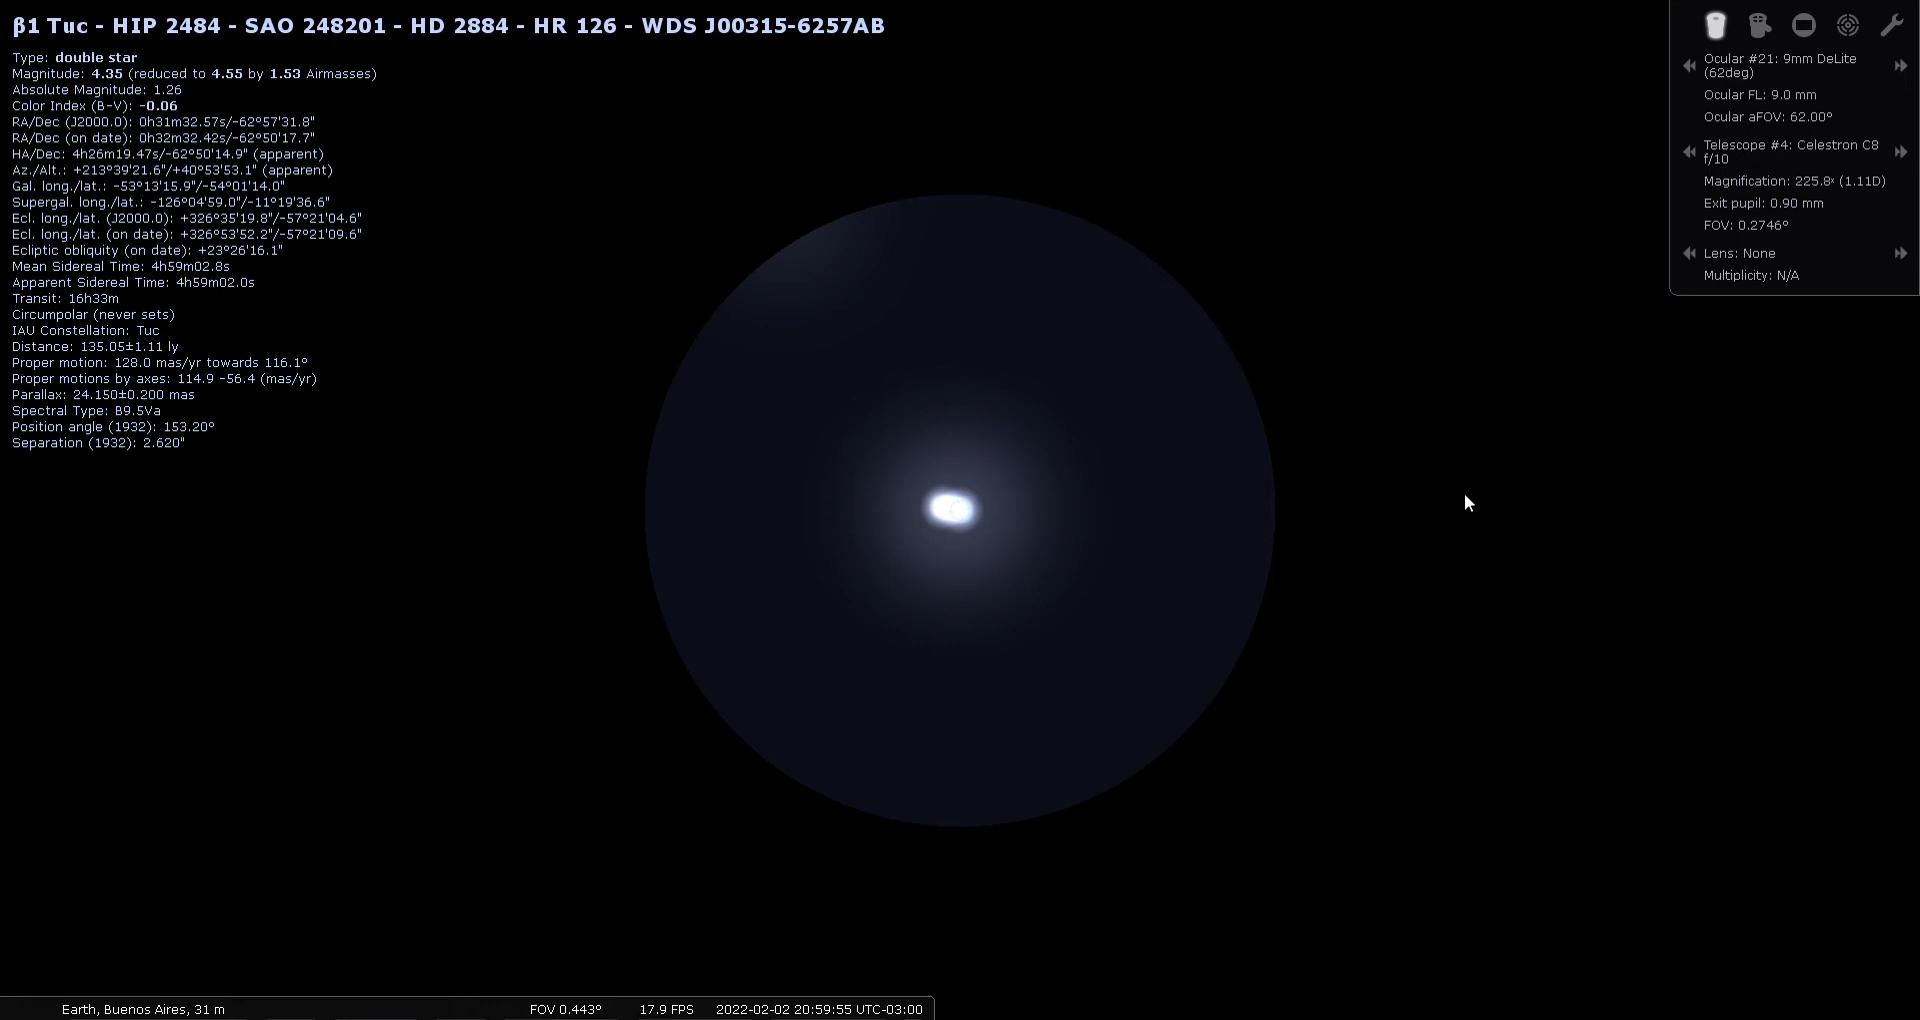 β1 Tuc - HIP 2484 - SAO 248201 - HD 2884 - HR 126 - WDS J00315-6257AB
Type: double star
Magnitude: 4.35 (reduced to 4.55 by 1.53 Airmasses)
Absolute Magnitude: 1.26
Color Index (B-V): -0.06
RA/Dec (J2000.0): 0h31m32.57s/-62°57'31.8"
RA/Dec (on date): 0h32m32.42s/-62°50'17.7"
HA/Dec: 4h26m19.47s/-62°50'14.9" (apparent)
Az./Alt.: +213°39'21.6"/+40°53'53.1" (apparent)
Gal. long./lat.: -53°13'15.9"/-54°01'14.0"
Supergal. long./lat.: -126°04'59.0"/-11°19'36.6"
Ecl. long./lat. (J2000.0): +326°35'19.8"/-57°21'04.6"
Ecl. long./lat. (on date): +326°53'52.2"/-57°21'09.6"
Ecliptic obliquity (on date): +23°26'16.1"
Mean Sidereal Time: 4h59m02.8s
Apparent Sidereal Time: 4h59m02.0s
Transit: 16h33m
Circumpolar (never sets)
IAU Constellation: Tuc
Distance: 135.05±1.11 ly
Proper motion: 128.0 mas/yr towards 116.1°
Proper motions by axes: 114.9 -56.4 (mas/yr)
Parallax: 24.150±0.200 mas
Spectral Type: B9.5Va
Position angle (1932): 153.20°
Separation (1932): 2.620"
Ocular #21: 9mm DeLite
(62deg)
Ocular FL: 9.0 mm
Ocular aFOV: 62.00°
Telescope #4: Celestron C8
f/10
Magnification: 225.8× (1.11D)
Exit pupil: 0.90 mm
FOV: 0.2746°
Lens: None
Multiplicity: N/A
Earth, Buenos Aires, 31 m
FOV 0.443°
17.9 FPS
2022-02-02 20:59:55 UTC-03:00